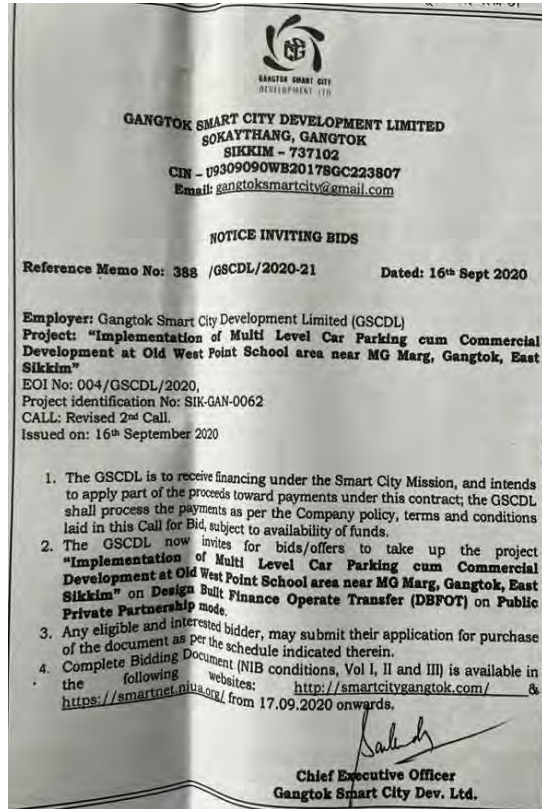 GANGTOK SMART CITY
DEVELOPMENT LTD
GANGTOK SMART CITY DEVELOPMENT LIMITED
SOKAYTHANG, GANGTOK
SIKKIM – 737102
CIN – U93090WB2017SGC223807
Email: gangtoksmartcity@gmail.com
NOTICE INVITING BIDS
Reference Memo No: 388 /GSCDL/2020-21 Dated: 16th Sept 2020
Employer: Gangtok Smart City Development Limited (GSCDL)
Project: "Implementation of Multi Level Car Parking cum Commercial
Development at Old West Point School area near MG Marg, Gangtok, East
Sikkim"
EOI No: 004/GSCDL/2020,
Project identification No: SIK-GAN-0062
CALL: Revised 2nd Call.
Issued on: 16th September 2020
1. The GSCDL is to receive financing under the Smart City Mission, and intends
to apply part of the proceeds toward payments under this contract; the GSCDL
shall process the payments as per the Company policy, terms and conditions
laid in this Call for Bid, subject to availability of funds.
2. The GSCDL now invites for bids/offers to take up the project
"Implementation of Multi Level Car Parking cum Commercial
Development at Old West Point School area near MG Marg, Gangtok, East
Sikkim" on Design Built Finance Operate Transfer (DBFOT) on Public
Private Partnership mode.
3. Any eligible and interested bidder, may submit their application for purchase
of the document as per the schedule indicated therein.
4. Complete Bidding Document (NIB conditions, Vol I, II and III) is available in
the following websites: http://smartcitygangtok.com/ &
https://smartnet.niua.org/ from 17.09.2020 onwards.
Chief Executive Officer
Gangtok Smart City Dev. Ltd.